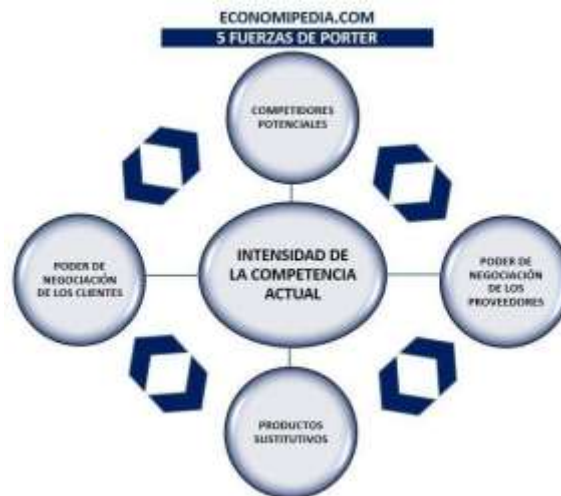 ECONOMIPEDIA.COM
5 FUERZAS DE PORTER
COMPETIDORES
POTENCIALES
PODER DE
NEGOCIACIÓN
DE LOS CLIENTES
INTENSIDAD DE
LA COMPETENCIA
ACTUAL
PODER DE
NEGOCIACIÓN
DE LOS
PROVEEDORES
PRODUCTOS
SUSTITUTIVOS